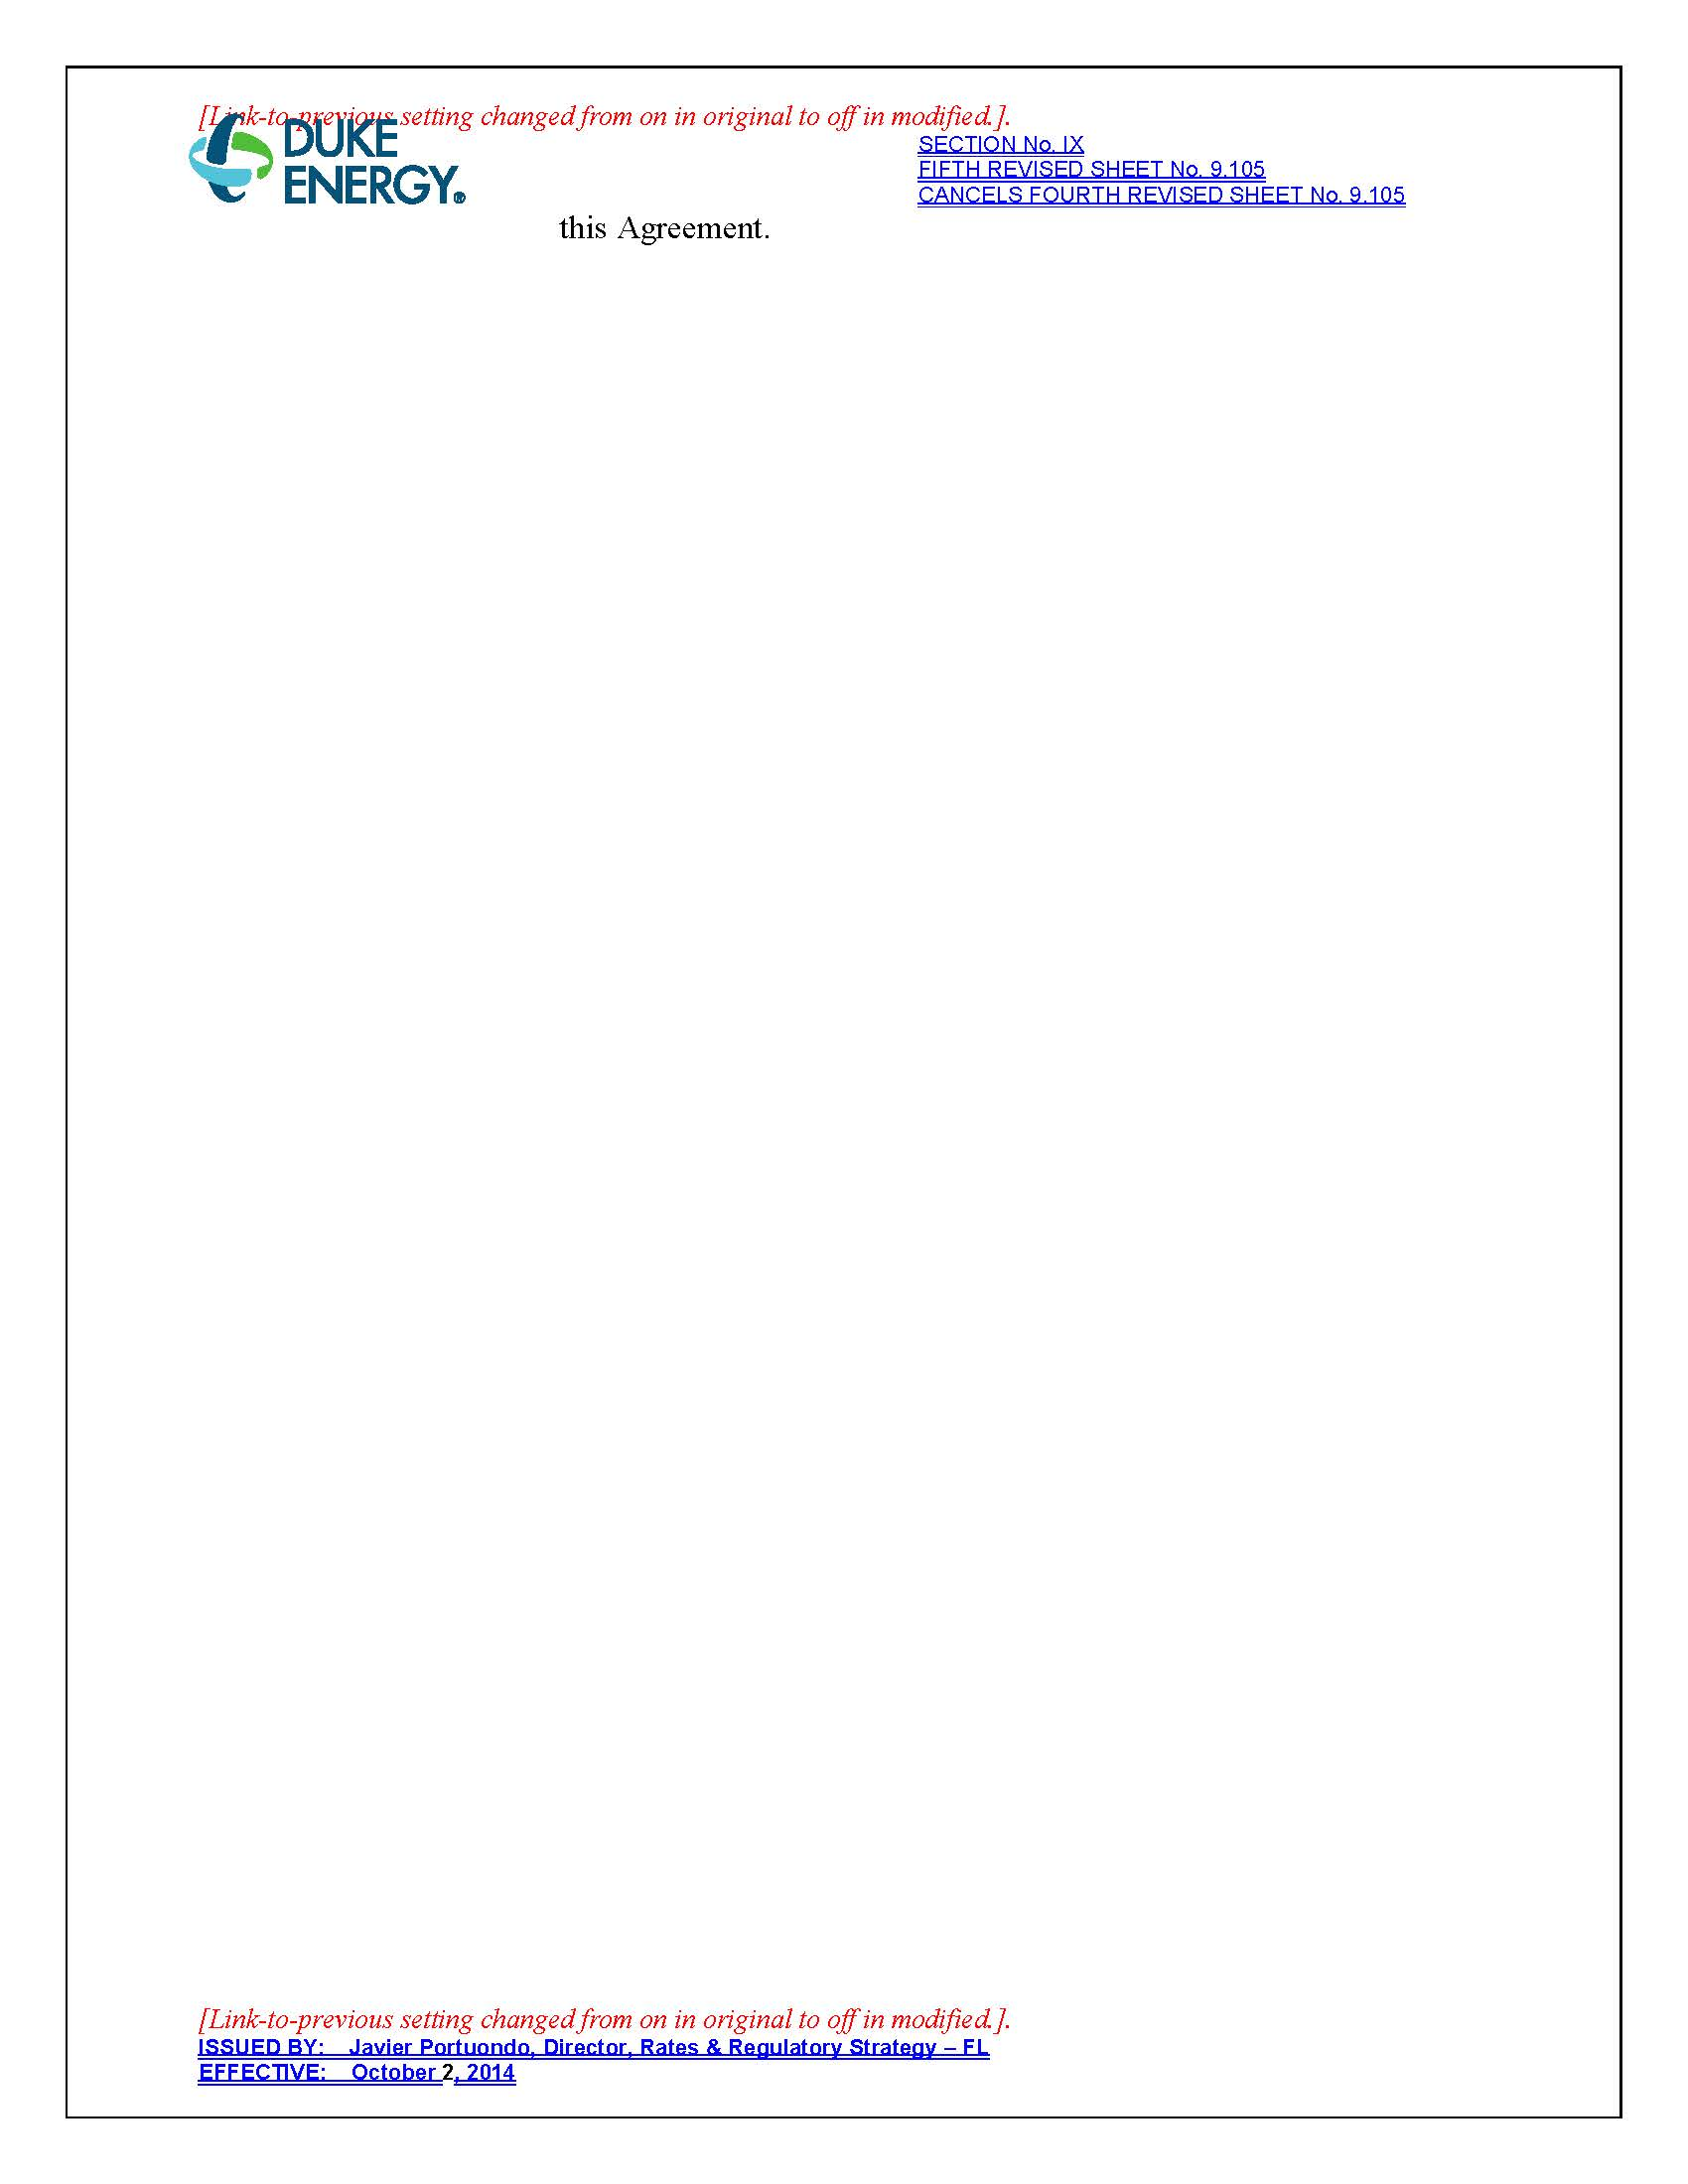 [Link-to-previous setting changed from on in original to off in modified.].
DUKE
ENERGY®
SECTION No. IX
FIFTH REVISED SHEET No. 9.105
CANCELS FOURTH REVISED SHEET No. 9.105
this Agreement.
[Link-to-previous setting changed from on in original to off in modified.].
ISSUED BY: Javier Portuondo, Director, Rates & Regulatory Strategy – FL
EFFECTIVE: October 2, 2014